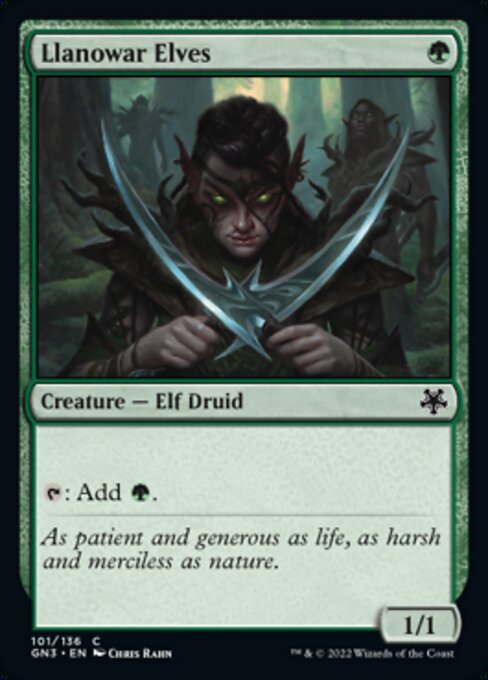 Llanowar Elves
Creature — Elf Druid
: Add .
As patient and generous as life, as harsh
and merciless as nature.
1/1
101/136 C
GN3 • EN Chris Rahn
™ & © 2022 Wizards of the Coast